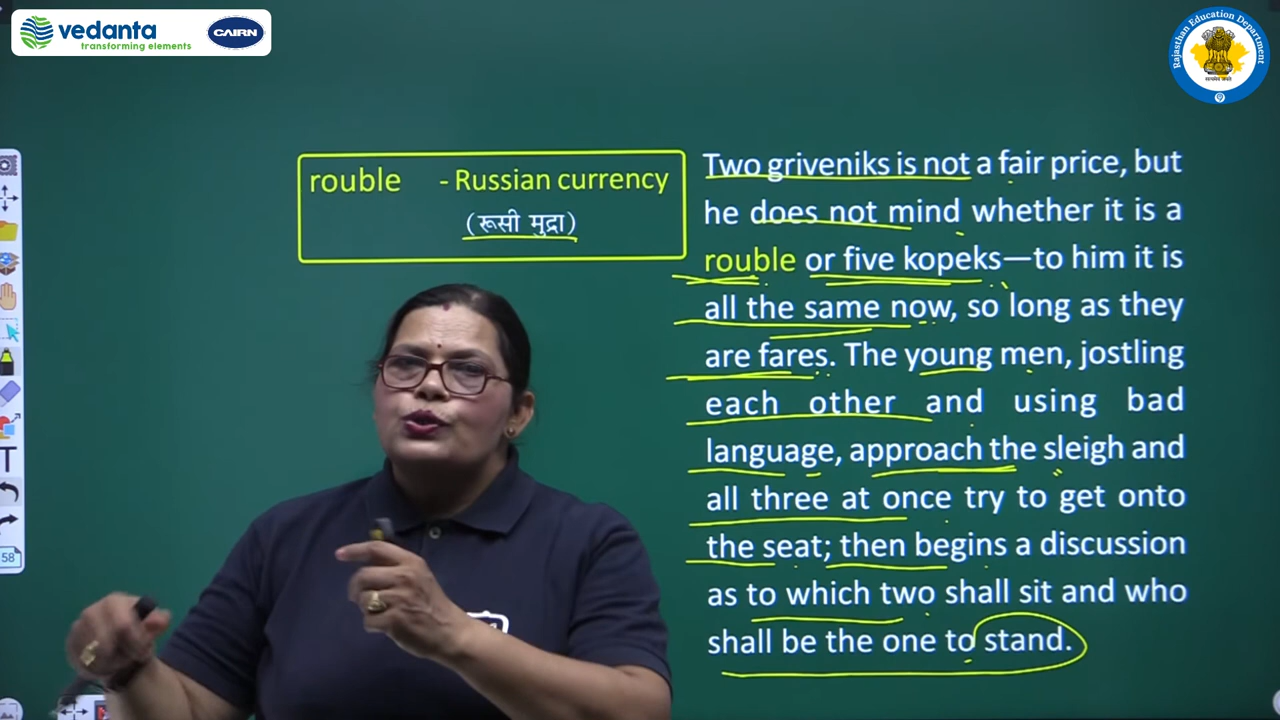 vedanta
transforming elements
CAIRN
Rajasthan Education Department
rouble - Russian currency
(रूसी मुद्रा)
Two griveniks is not a fair price, but
he does not mind whether it is a
rouble or five kopeks—to him it is
all the same now, so long as they
are fares. The young men, jostling
each other and using bad
language, approach the sleigh and
all three at once try to get onto
the seat; then begins a discussion
as to which two shall sit and who
shall be the one to stand.
T
58